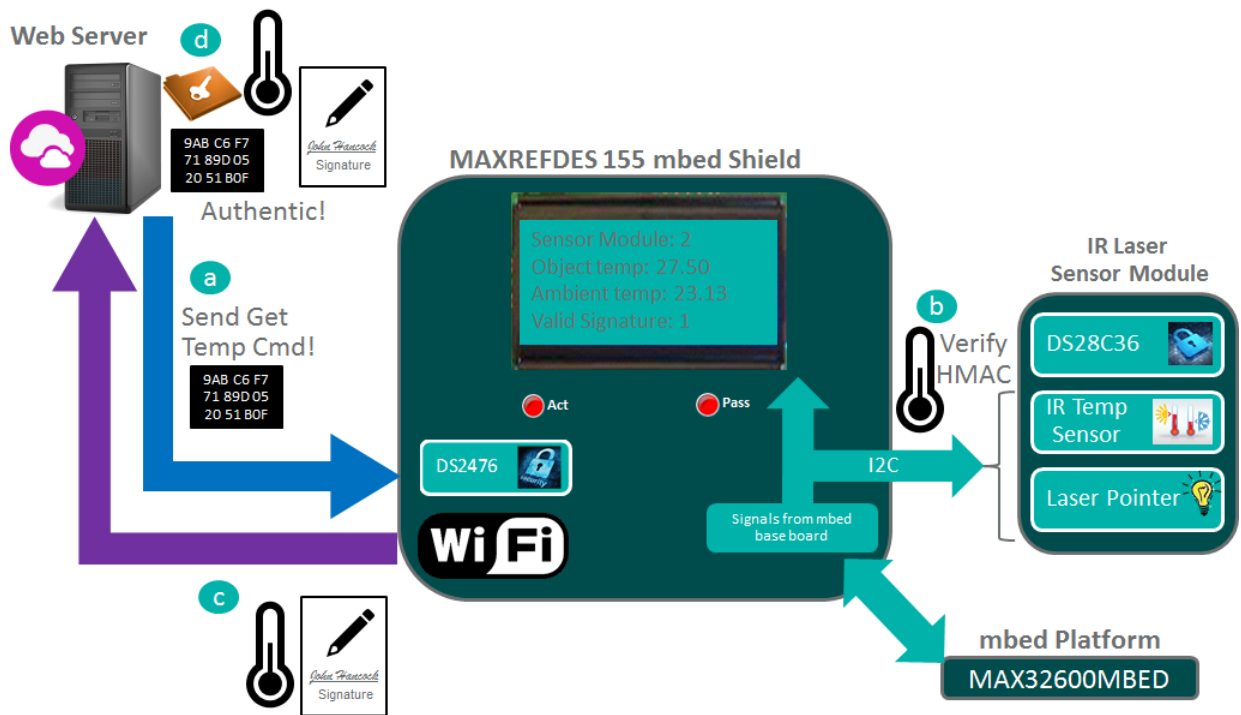 Web Server
d
9AB C6 F7
71 89D 05
20 51 B0F
John Hancock
Signature
Authentic!
a
Send Get
Temp Cmd!
9AB C6 F7
71 89D 05
20 51 B0F
c
John Hancock
Signature
MAXREFDES 155 mbed Shield
Sensor Module: 2
Object temp: 27.50
Ambient temp: 23.13
Valid Signature: 1
Act
Pass
DS2476
security
Wi Fi
I2C
Signals from mbed
base board
b
Verify
HMAC
IR Laser
Sensor Module
DS28C36
IR Temp
Sensor
Laser Pointer
mbed Platform
MAX32600MBED